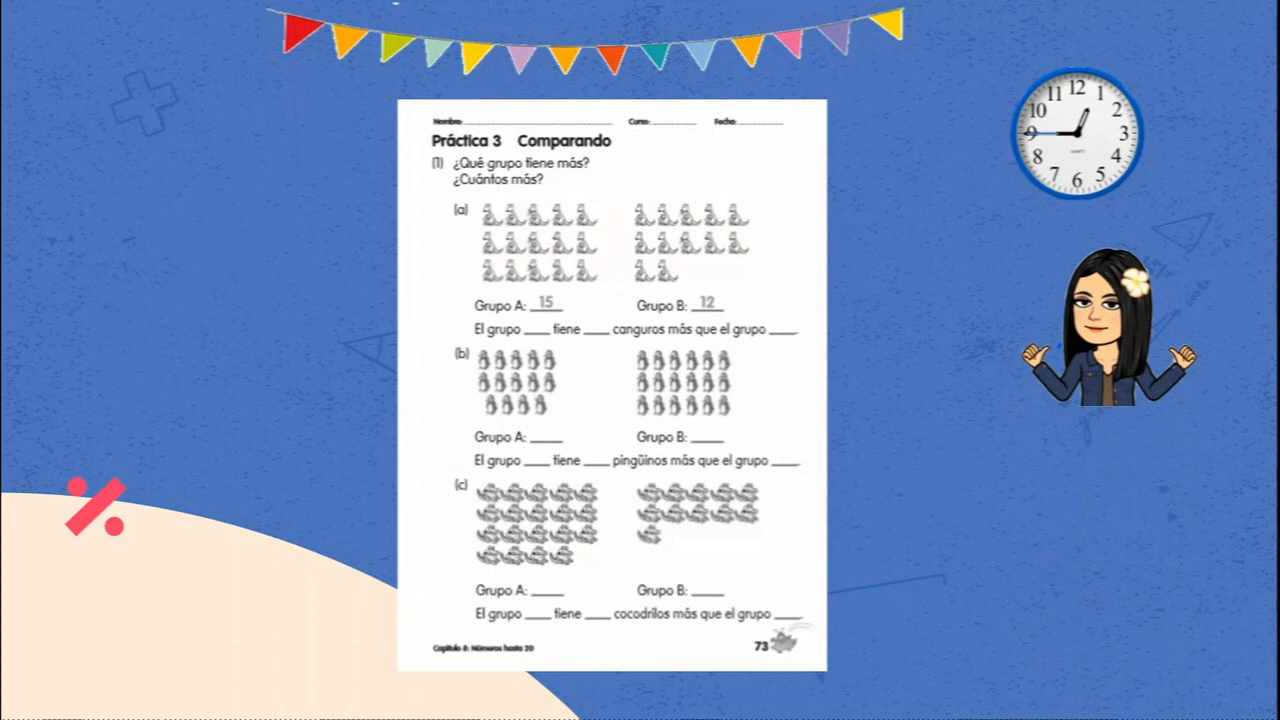 Nombre: ____________ Curso: ________ Fecha: ________
Práctica 3 Comparando
(1) ¿Qué grupo tiene más?
¿Cuántos más?
(a)
Grupo A: 15 Grupo B: 12
El grupo ____ tiene ____ canguros más que el grupo ____.
(b)
Grupo A: ____ Grupo B: ____
El grupo ____ tiene ____ pingüinos más que el grupo ____.
(c)
Grupo A: ____ Grupo B: ____
El grupo ____ tiene ____ cocodrilos más que el grupo ____.
Capítulo 8: Números hasta 20 73
12
1
2
3
4
5
6
7
8
9
10
11